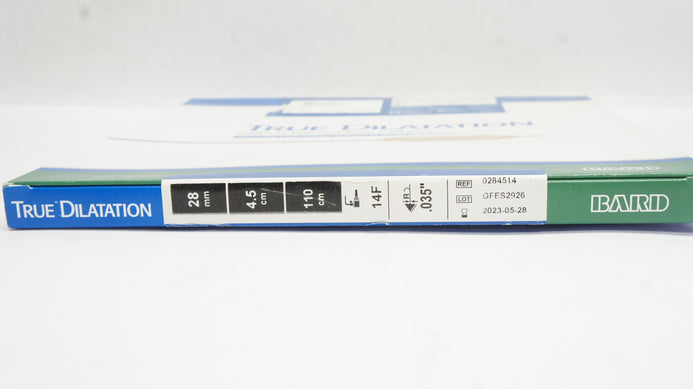 TRUE DILATATION
BARD
TRUE™ DILATATION
28 mm
4.5 cm
110 cm
14F
.035"
REF 0284514
LOT GFES2926
2023-05-28
BARD